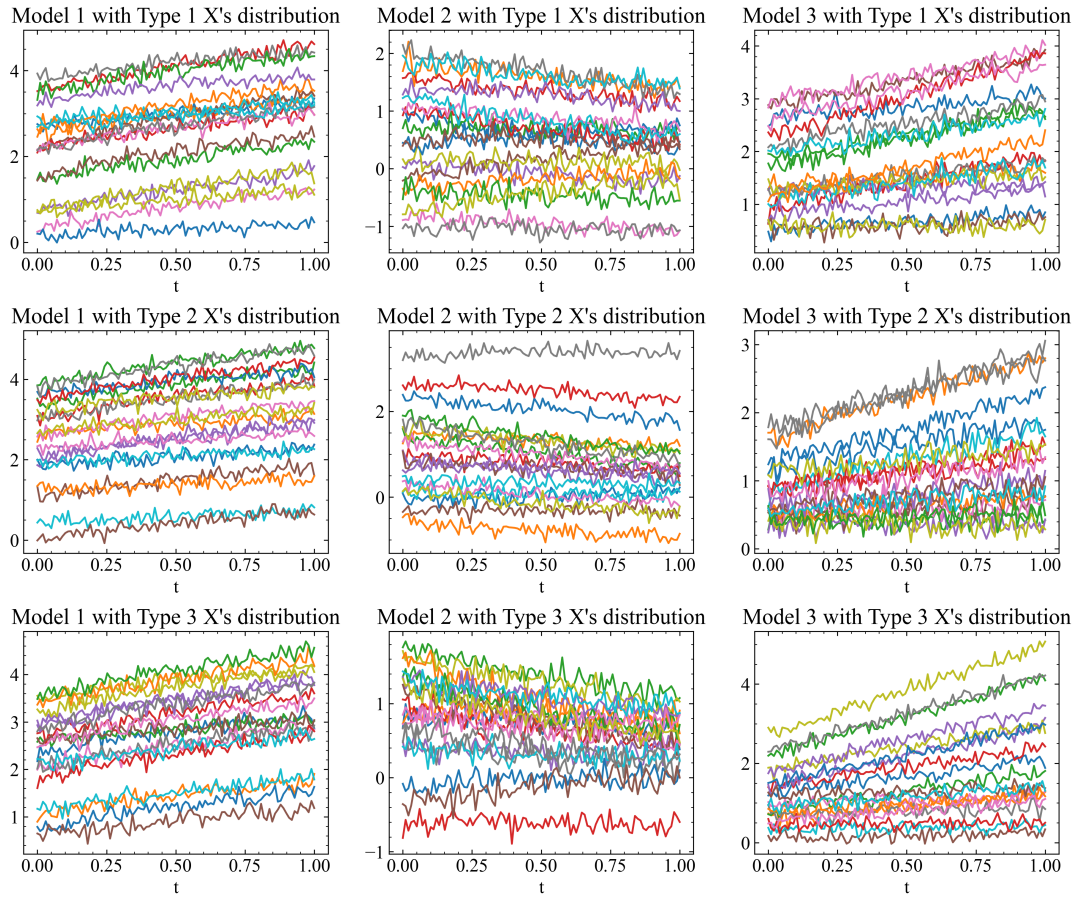 Model 1 with Type 1 X's distribution
Model 2 with Type 1 X's distribution
Model 3 with Type 1 X's distribution
4
2
0
0.00 0.25 0.50 0.75 1.00
t
2
1
0
−1
0.00 0.25 0.50 0.75 1.00
t
4
3
2
1
0.00 0.25 0.50 0.75 1.00
t
Model 1 with Type 2 X's distribution
Model 2 with Type 2 X's distribution
Model 3 with Type 2 X's distribution
4
2
0
0.00 0.25 0.50 0.75 1.00
t
2
0
0.00 0.25 0.50 0.75 1.00
t
3
2
1
0
0.00 0.25 0.50 0.75 1.00
t
Model 1 with Type 3 X's distribution
Model 2 with Type 3 X's distribution
Model 3 with Type 3 X's distribution
4
3
2
1
0.00 0.25 0.50 0.75 1.00
t
1
0
−1
0.00 0.25 0.50 0.75 1.00
t
4
2
0
0.00 0.25 0.50 0.75 1.00
t